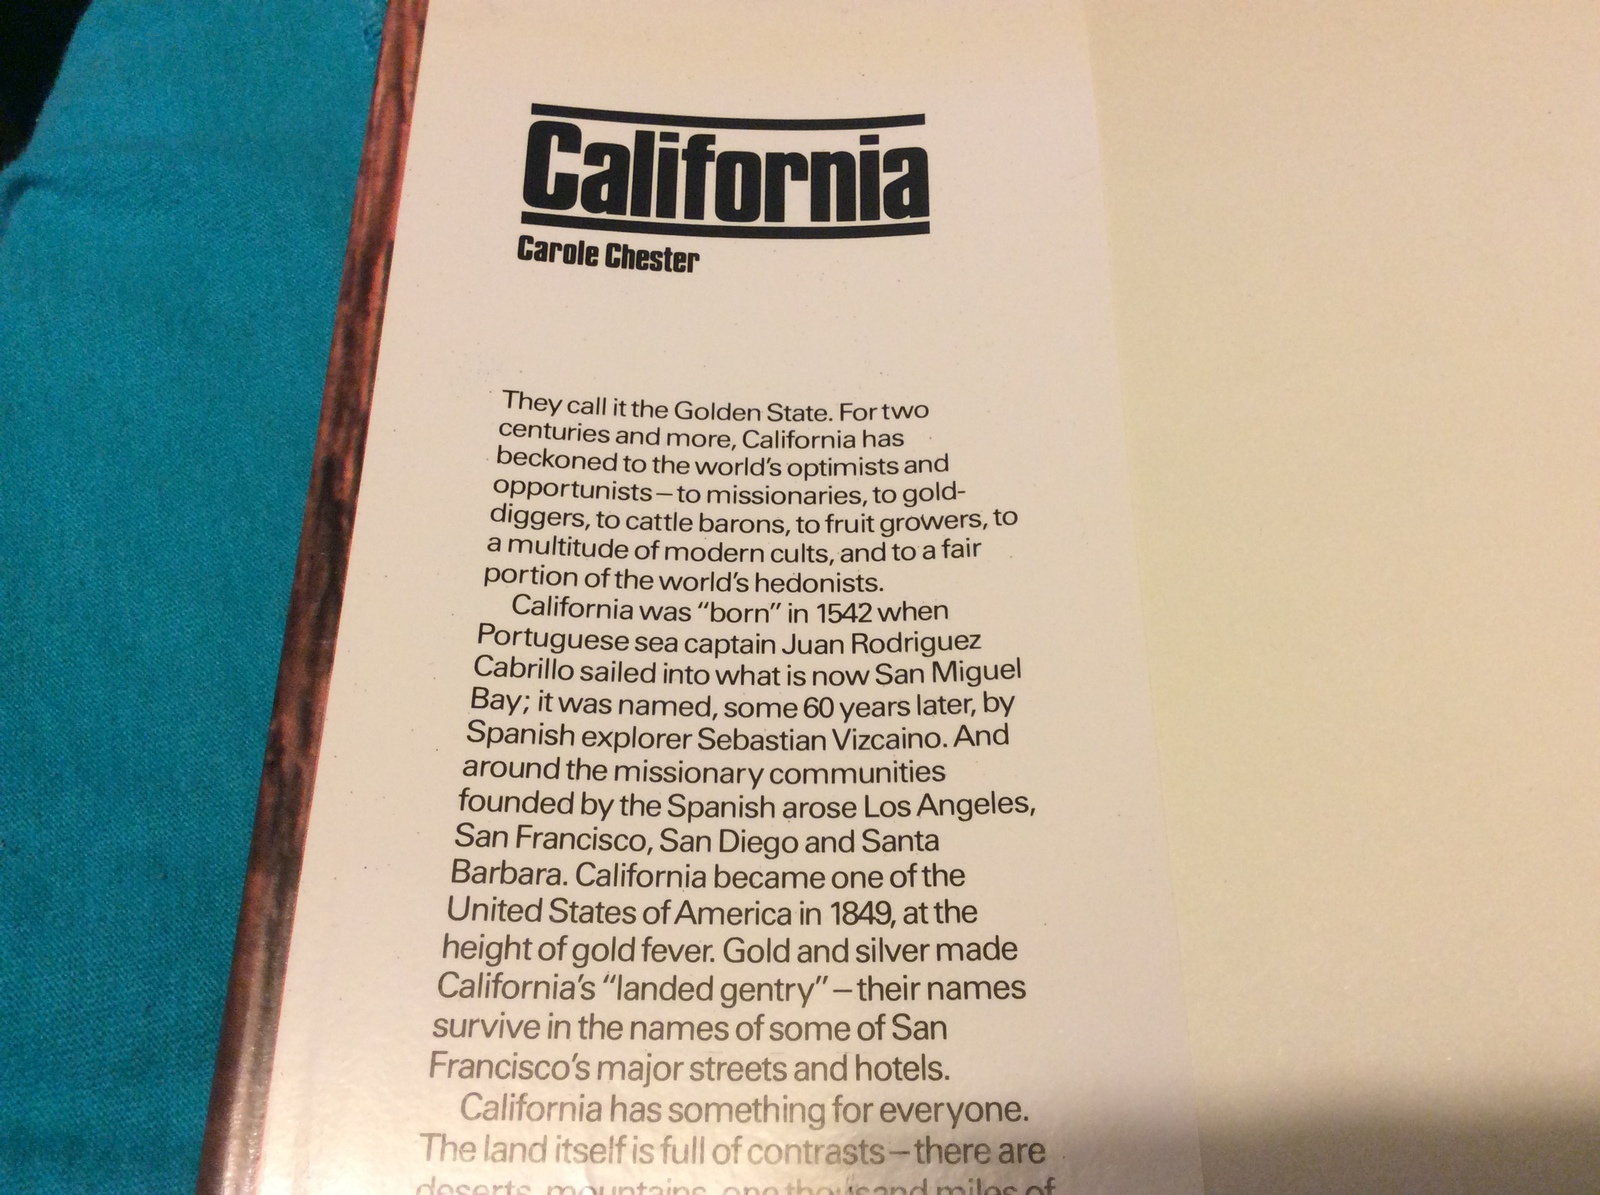 California
Carole Chester
They call it the Golden State. For two
centuries and more, California has
beckoned to the world's optimists and
opportunists—to missionaries, to gold-
diggers, to cattle barons, to fruit growers, to
a multitude of modern cults, and to a fair
portion of the world's hedonists.
California was “born” in 1542 when
Portuguese sea captain Juan Rodriguez
Cabrillo sailed into what is now San Miguel
Bay; it was named, some 60 years later, by
Spanish explorer Sebastian Vizcaino. And
around the missionary communities
founded by the Spanish arose Los Angeles,
San Francisco, San Diego and Santa
Barbara. California became one of the
United States of America in 1849, at the
height of gold fever. Gold and silver made
California's “landed gentry”—their names
survive in the names of some of San
Francisco's major streets and hotels.
California has something for everyone.
The land itself is full of contrasts—there are
deserts, mountains, one thousand miles of